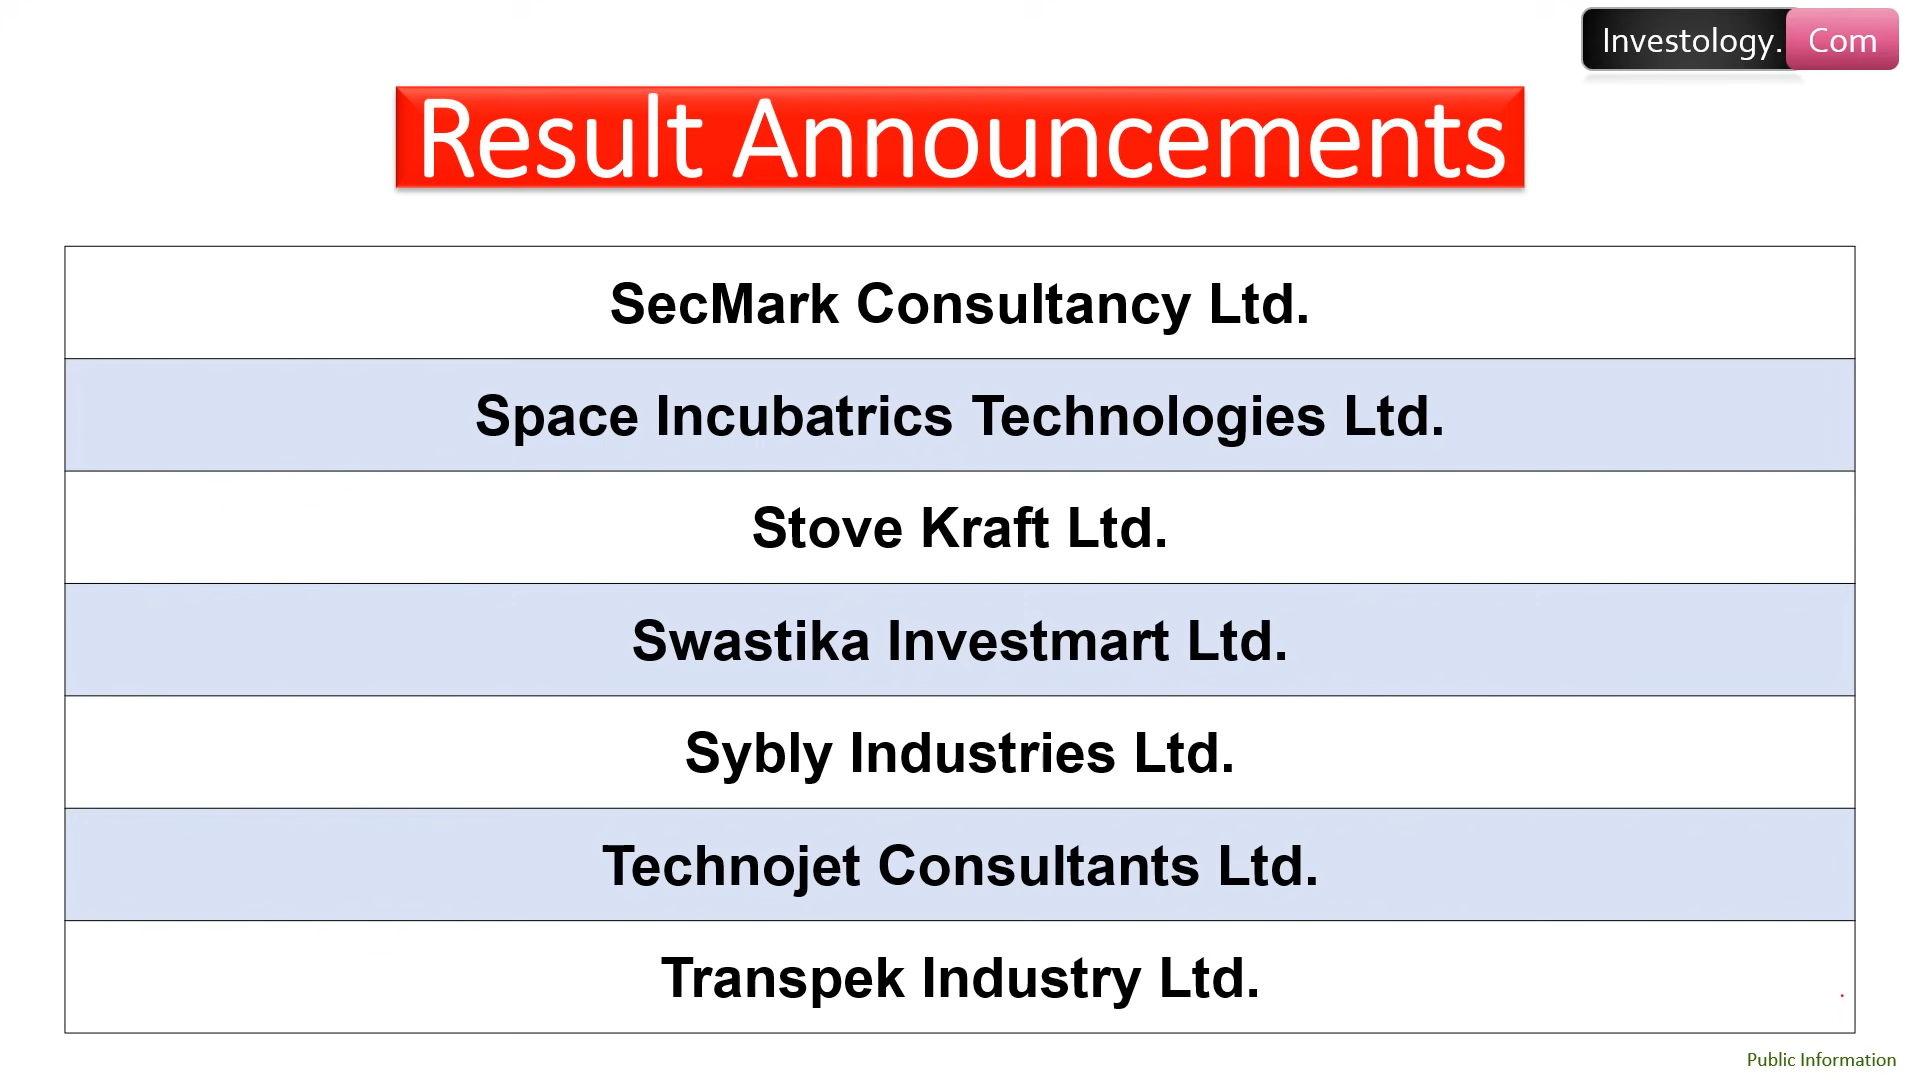 Investology. Com
Result Announcements
SecMark Consultancy Ltd.
Space Incubatrics Technologies Ltd.
Stove Kraft Ltd.
Swastika Investmart Ltd.
Sybly Industries Ltd.
Technojet Consultants Ltd.
Transpek Industry Ltd.
Public Information